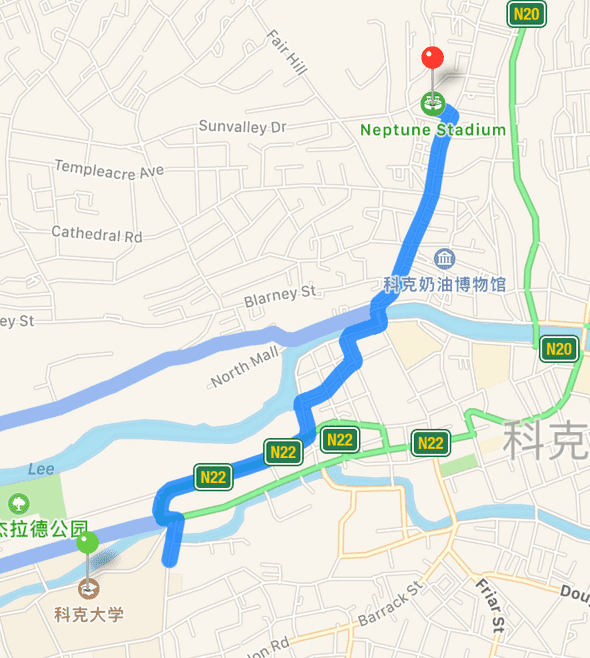 N20
Fair Hill
Neptune Stadium
Sunvalley Dr
Templeacre Ave
Cathedral Rd
科克奶油博物馆
Blarney St
ey St
N20
North Mall
N22
N22
N22
N22
科克
Lee
杰拉德公园
科克大学
Barrack St
Friar St
Doug
lon Rd